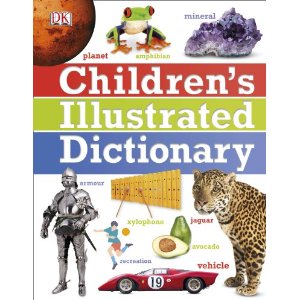 DK
mineral
planet
amphibian
Children's
Illustrated
Dictionary
armour
xylophone
jaguar
avocado
recreation
vehicle
19